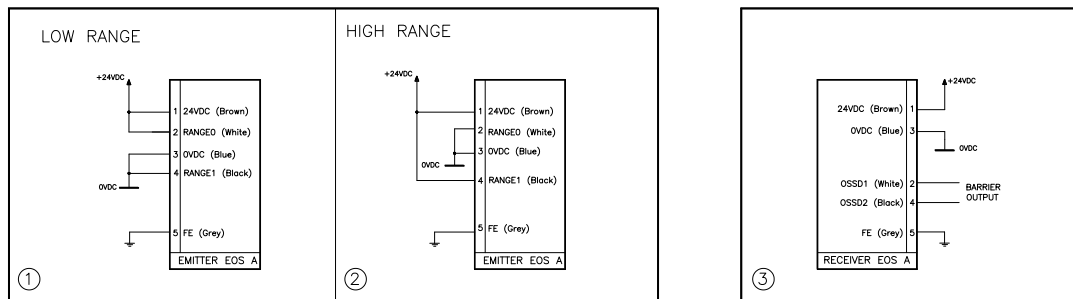 LOW RANGE
+24VDC
1 24VDC (Brown)
2 RANGE0 (White)
3 0VDC (Blue)
4 RANGE1 (Black)
0VDC
5 FE (Grey)
EMITTER EOS A
1
HIGH RANGE
+24VDC
1 24VDC (Brown)
2 RANGE0 (White)
3 0VDC (Blue)
0VDC
4 RANGE1 (Black)
5 FE (Grey)
EMITTER EOS A
2
+24VDC
24VDC (Brown) 1
0VDC (Blue) 3
0VDC
OSSD1 (White) 2
BARRIER
OUTPUT
OSSD2 (Black) 4
FE (Grey) 5
RECEIVER EOS A
3